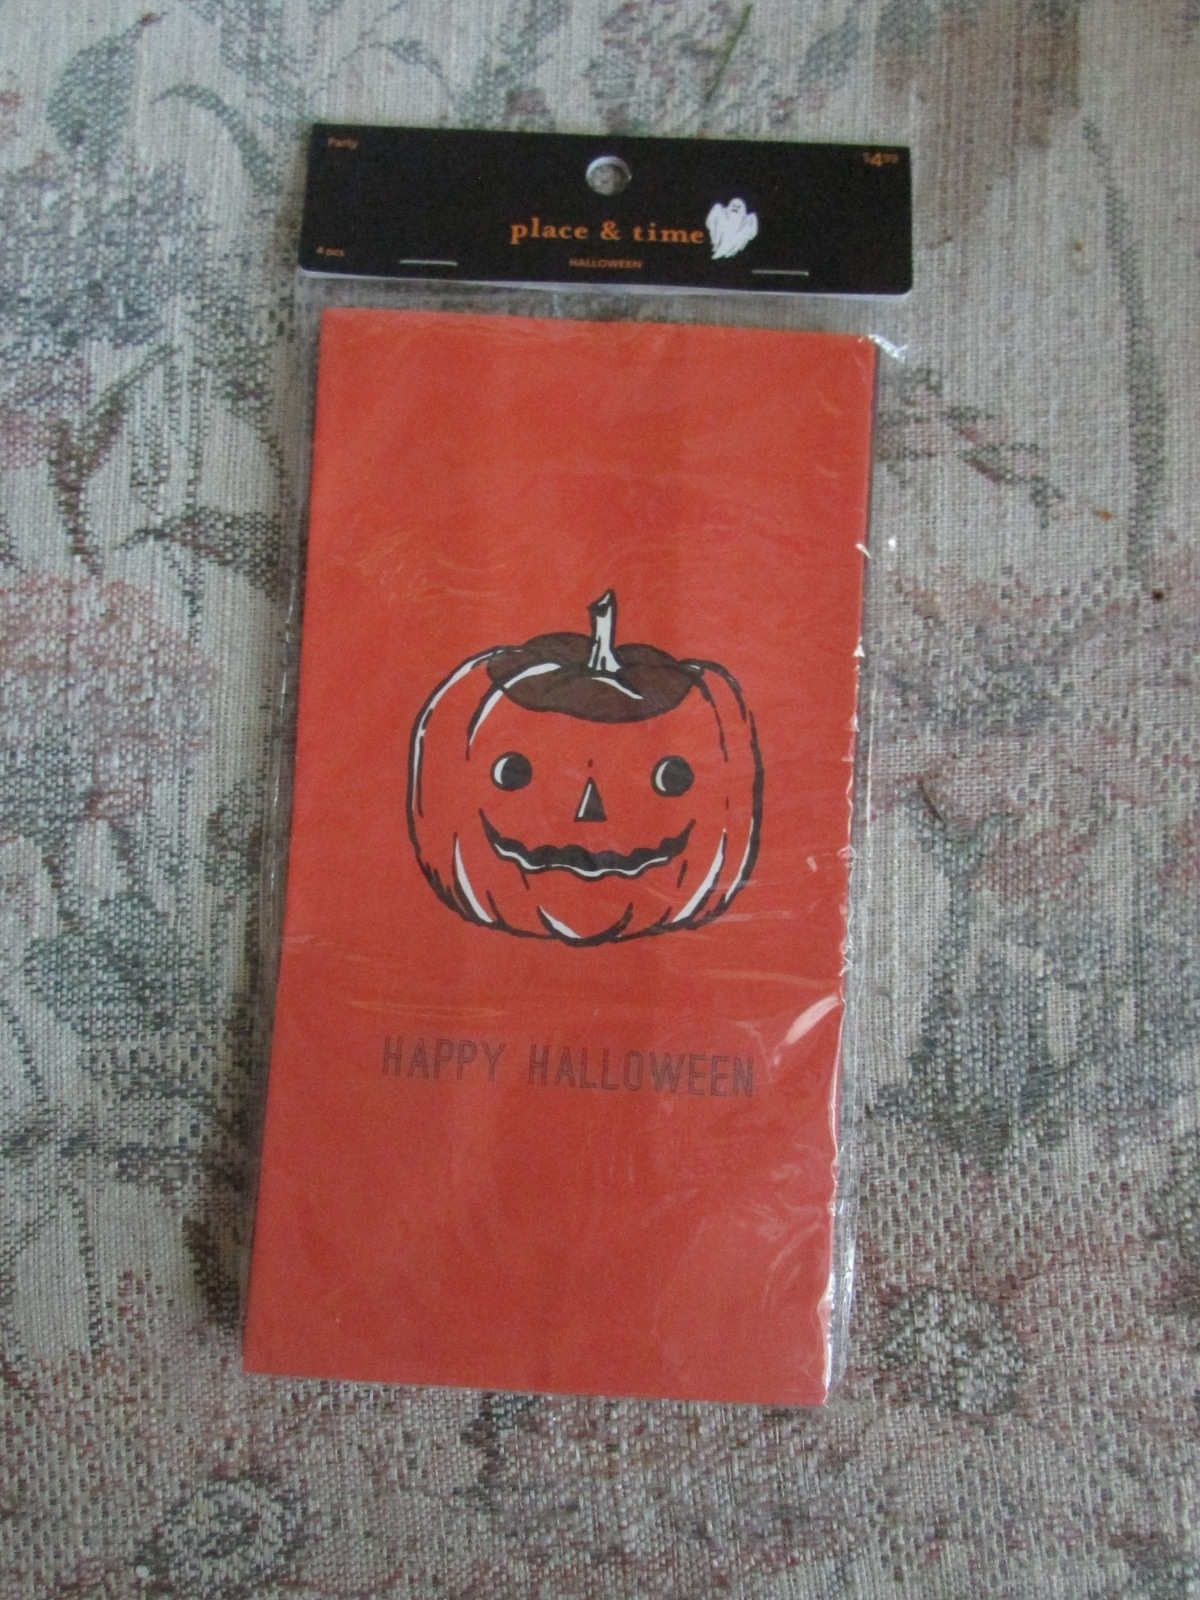 Party
$4.99
place & time
4 pcs
HALLOWEEN
HAPPY HALLOWEEN